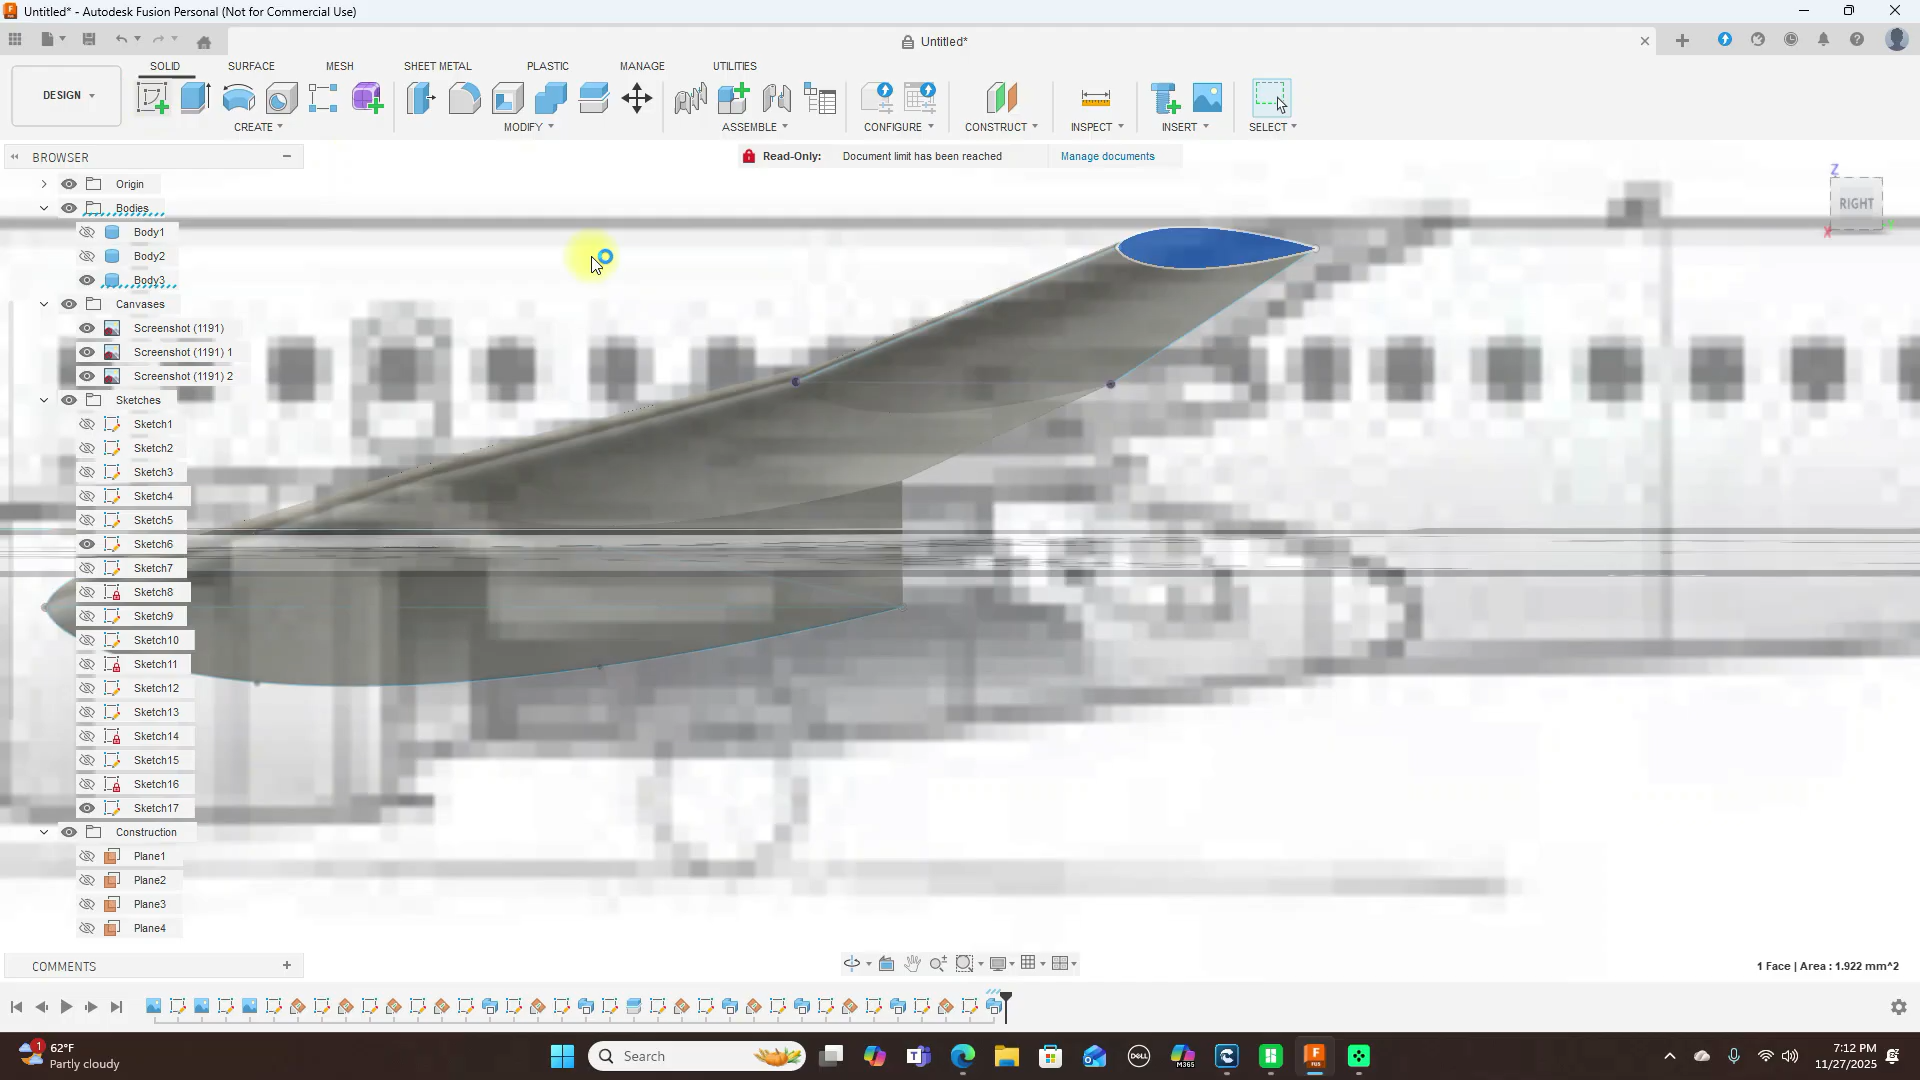 Untitled* - Autodesk Fusion Personal (Not for Commercial Use)
Untitled*
DESIGN
SOLID
SURFACE
MESH
SHEET METAL
PLASTIC
MANAGE
UTILITIES
CREATE
MODIFY
ASSEMBLE
CONFIGURE
CONSTRUCT
INSPECT
INSERT
SELECT
BROWSER
Read-Only: Document limit has been reached Manage documents
Z
RIGHT
X
Origin
Bodies
Body1
Body2
Body3
Canvases
Screenshot (1191)
Screenshot (1191) 1
Screenshot (1191) 2
Sketches
Sketch1
Sketch2
Sketch3
Sketch4
Sketch5
Sketch6
Sketch7
Sketch8
Sketch9
Sketch10
Sketch11
Sketch12
Sketch13
Sketch14
Sketch15
Sketch16
Sketch17
Construction
Plane1
Plane2
Plane3
Plane4
COMMENTS
1 Face | Area : 1.922 mm^2
1
62°F
Partly cloudy
Search
DELL
M365
FUS
7:12 PM
11/27/2025